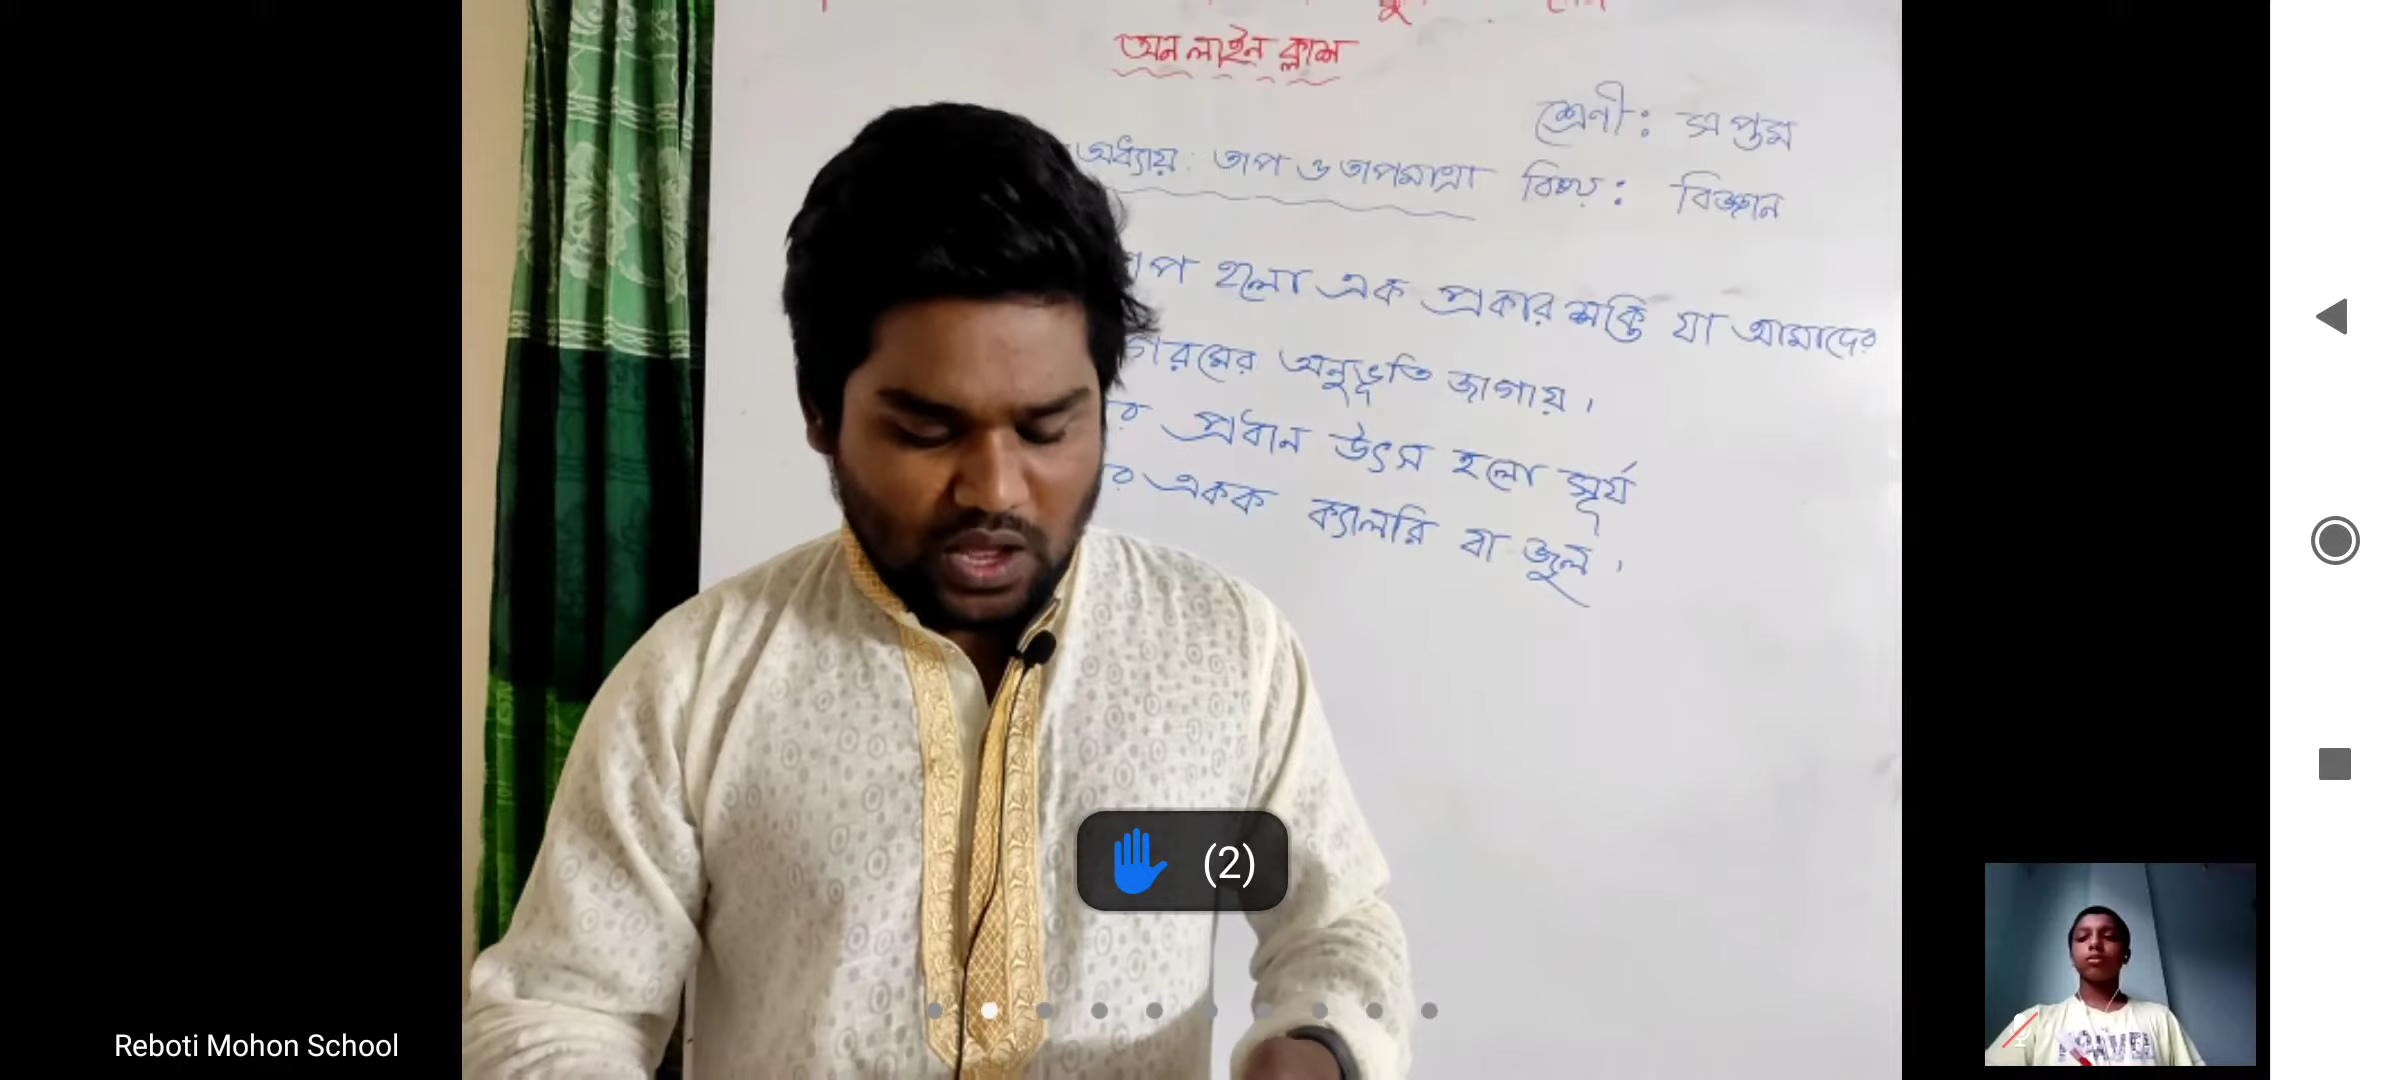 অনলাইন ক্লাশ
শ্রেণী: সপ্তম
অধ্যায়: তাপ ও তাপমাত্রা
বিষয়: বিজ্ঞান
হলো এক প্রকার শক্তি যা আমাদের
গরমের অনুভূতি জাগায়।
প্রধান উৎস হলো সূর্য
একক ক্যালরি বা জুল।
(2)
Reboti Mohon School